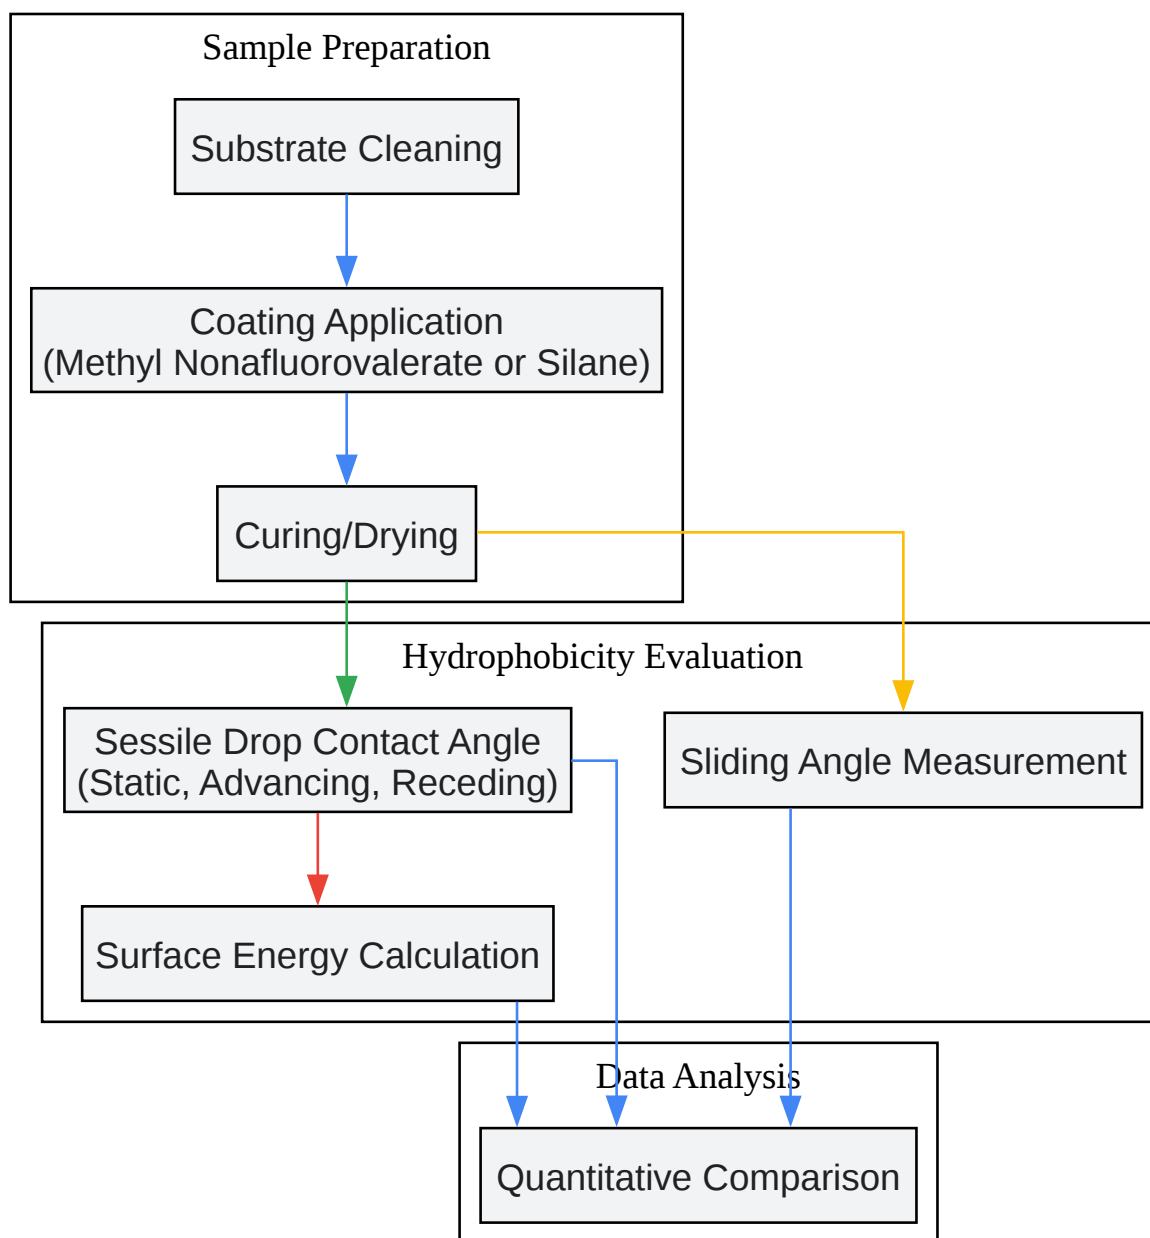 Sample Preparation
Substrate Cleaning
Coating Application
(Methyl Nonafluorovalerate or Silane)
Curing/Drying
Hydrophobicity Evaluation
Sessile Drop Contact Angle
(Static, Advancing, Receding)
Sliding Angle Measurement
Surface Energy Calculation
Data Analysis
Quantitative Comparison